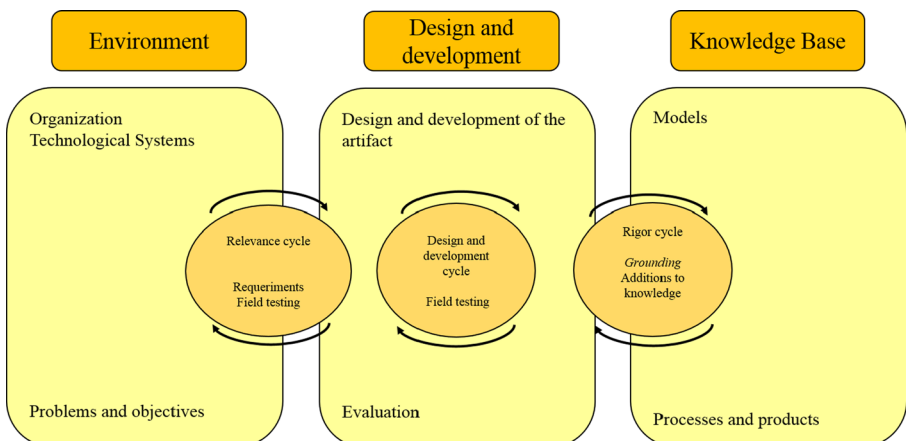 Environment
Design and
development
Knowledge Base
Organization
Technological Systems
Design and development of the
artifact
Models
Relevance cycle
Requeriments
Field testing
Design and
development
cycle
Field testing
Rigor cycle
Grounding
Additions to
knowledge
Problems and objectives
Evaluation
Processes and products